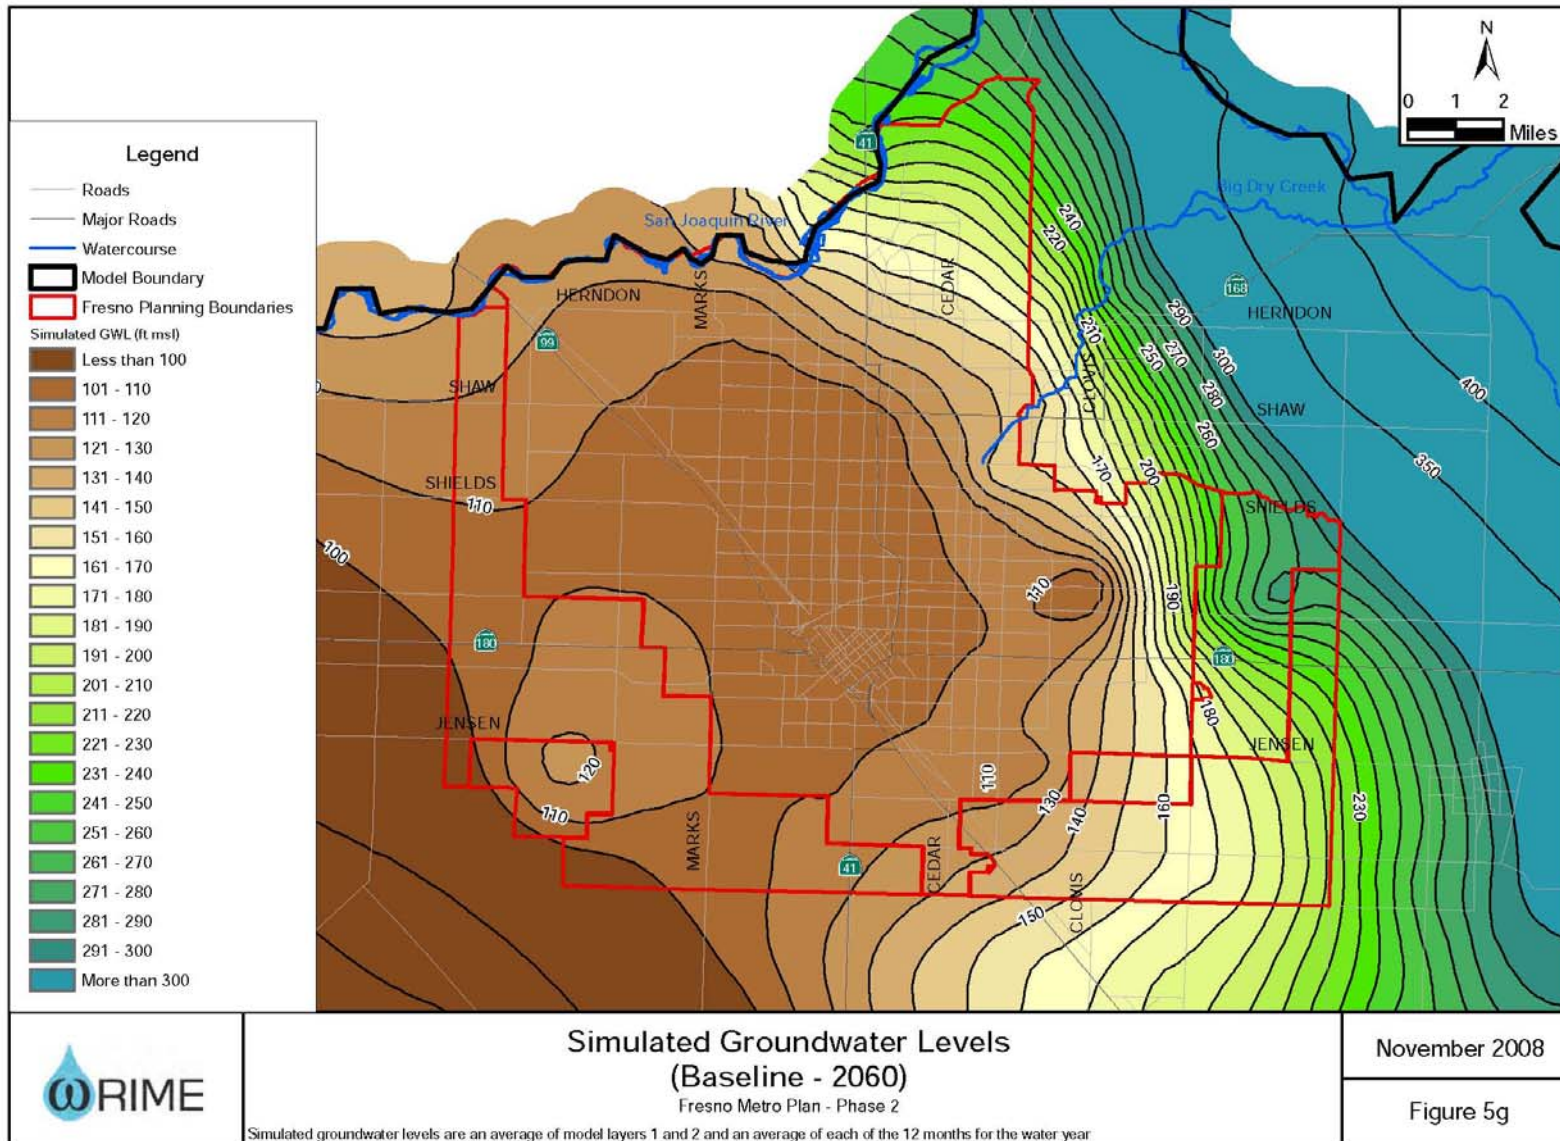 N
0 1 2
Miles
Legend
Roads
Major Roads
Watercourse
Model Boundary
Fresno Planning Boundaries
Simulated GWL (ft msl)
Less than 100
101 - 110
111 - 120
121 - 130
131 - 140
141 - 150
151 - 160
161 - 170
171 - 180
181 - 190
191 - 200
201 - 210
211 - 220
221 - 230
231 - 240
241 - 250
251 - 260
261 - 270
271 - 280
281 - 290
291 - 300
More than 300
41
Big Dry Creek
San Joaquin River
240
220
CEDAR
MARKS
HERNDON
168
290
HERNDON
210
99
250
270
300
SHAW
CLOVIS
280
400
SHAW
260
SHIELDS
170
200
350
110
SHIELDS
100
110
190
180
180
JENSEN
180
JENSEN
120
110
110
130
140
160
230
MARKS
41
CEDAR
150
CLOVIS
WRIME
Simulated Groundwater Levels
(Baseline - 2060)
Fresno Metro Plan - Phase 2
Simulated groundwater levels are an average of model layers 1 and 2 and an average of each of the 12 months for the water year
November 2008
Figure 5g